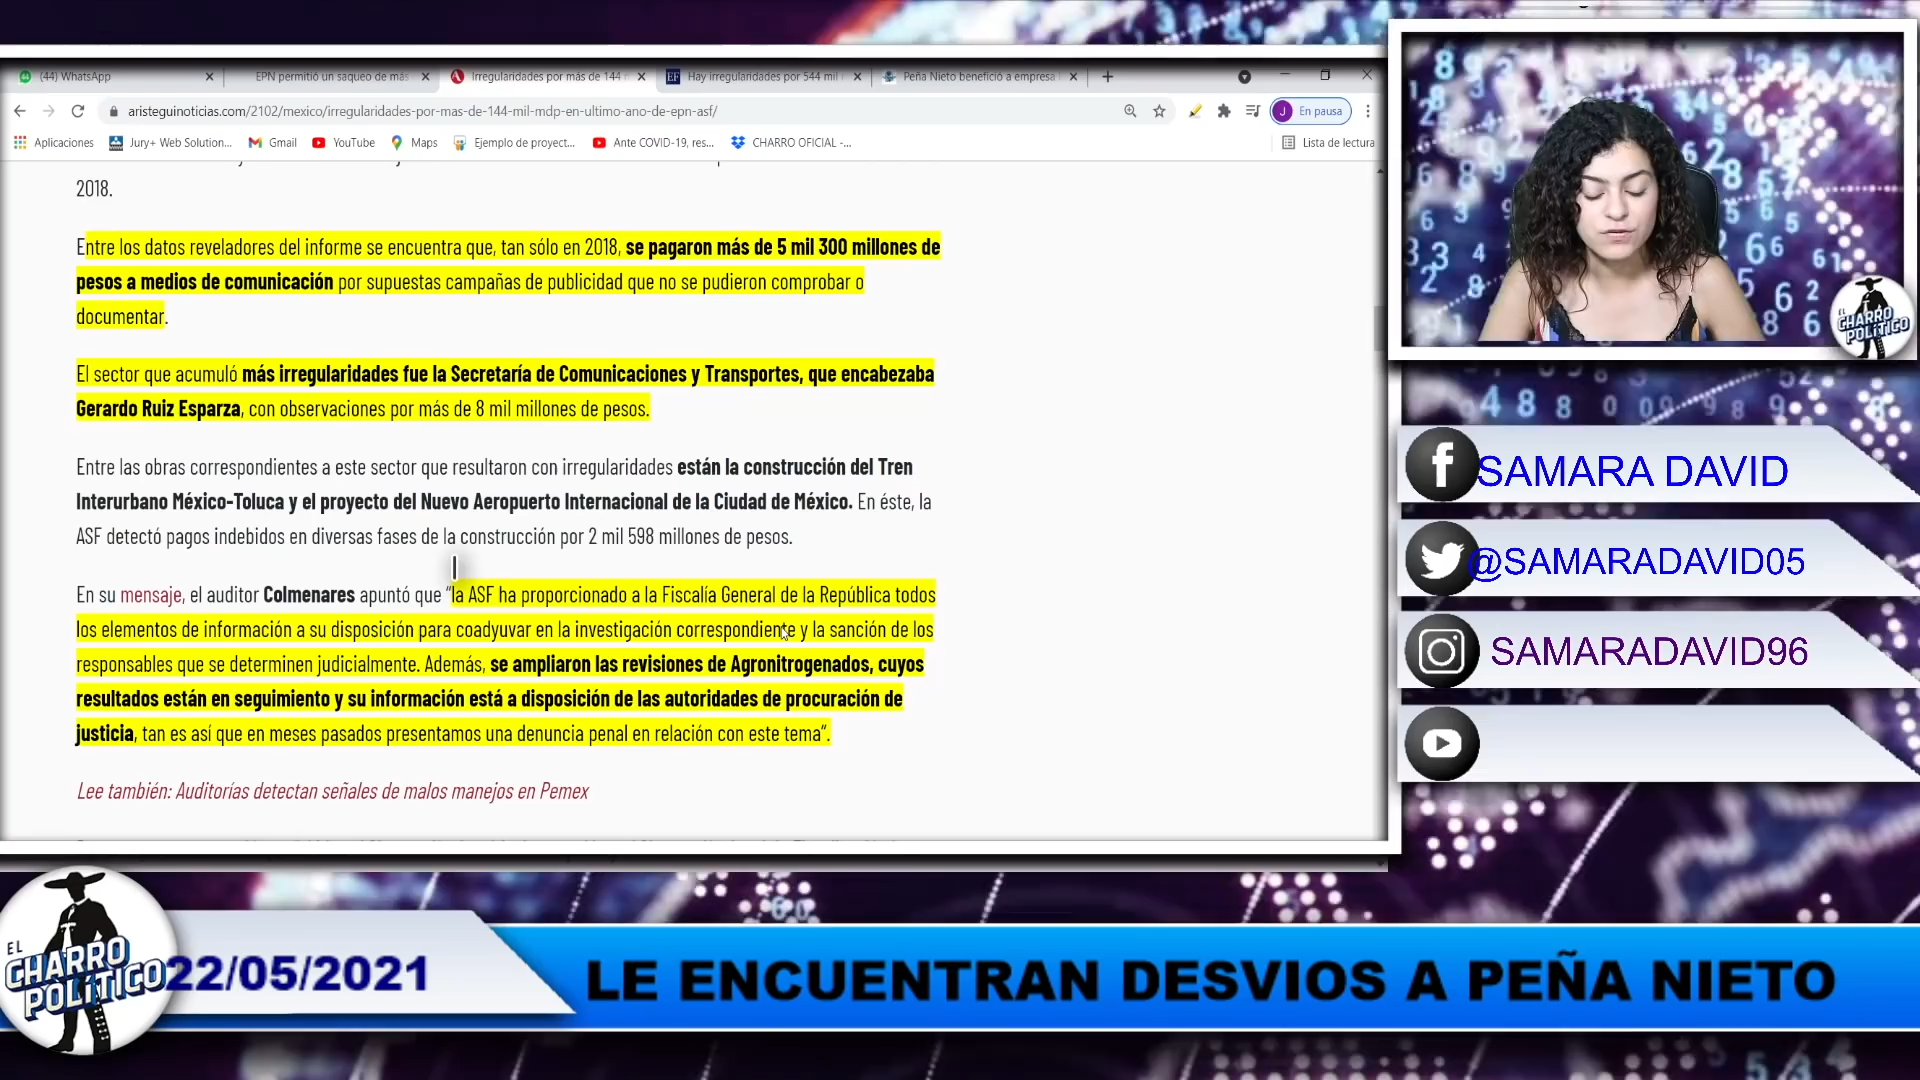 (44) WhatsApp
EPN permitió un saqueo de más
Irregularidades por más de 144
Hay irregularidades por 544 mil
Peña Nieto benefició a empresa
aristeguinoticias.com/2102/mexico/irregularidades-por-mas-de-144-mil-mdp-en-ultimo-ano-de-epn-asf/
J
En pausa
Aplicaciones
Jury+ Web Solution...
Gmail
YouTube
Maps
Ejemplo de proyect...
Ante COVID-19, res...
CHARRO OFICIAL -...
Lista de lectura
2018.
Entre los datos reveladores del informe se encuentra que, tan sólo en 2018, se pagaron más de 5 mil 300 millones de
pesos a medios de comunicación por supuestas campañas de publicidad que no se pudieron comprobar o
documentar.
El sector que acumuló más irregularidades fue la Secretaría de Comunicaciones y Transportes, que encabezaba
Gerardo Ruiz Esparza, con observaciones por más de 8 mil millones de pesos.
Entre las obras correspondientes a este sector que resultaron con irregularidades están la construcción del Tren
Interurbano México-Toluca y el proyecto del Nuevo Aeropuerto Internacional de la Ciudad de México. En éste, la
ASF detectó pagos indebidos en diversas fases de la construcción por 2 mil 598 millones de pesos.
En su mensaje, el auditor Colmenares apuntó que “la ASF ha proporcionado a la Fiscalía General de la República todos
los elementos de información a su disposición para coadyuvar en la investigación correspondiente y la sanción de los
responsables que se determinen judicialmente. Además, se ampliaron las revisiones de Agronitrogenados, cuyos
resultados están en seguimiento y su información está a disposición de las autoridades de procuración de
justicia, tan es así que en meses pasados presentamos una denuncia penal en relación con este tema”.
Lee también: Auditorías detectan señales de malos manejos en Pemex
EL
CHARRO
POLÍTICO
SAMARA DAVID
@SAMARADAVID05
SAMARADAVID96
EL
CHARRO
POLÍTICO
22/05/2021
LE ENCUENTRAN DESVIOS A PEÑA NIETO